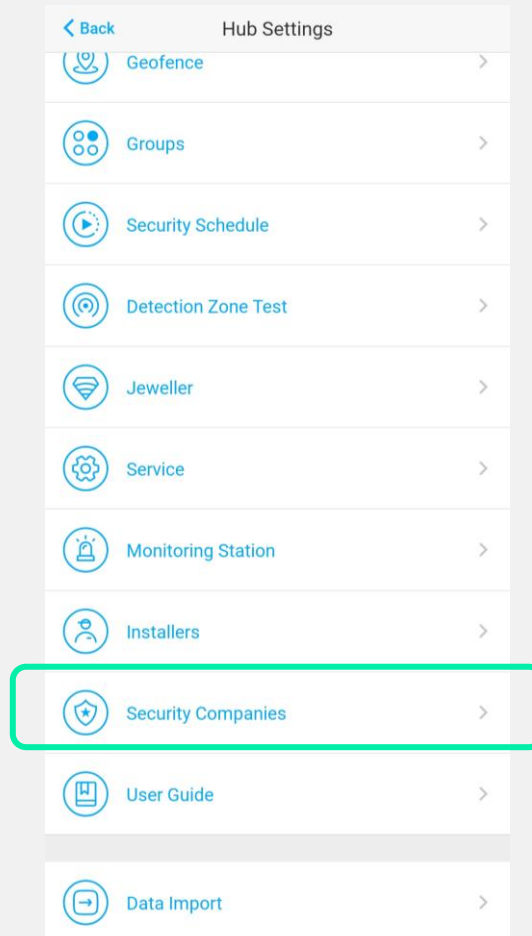 Back
Hub Settings
Geofence
Groups
Security Schedule
Detection Zone Test
Jeweller
Service
Monitoring Station
Installers
Security Companies
User Guide
Data Import